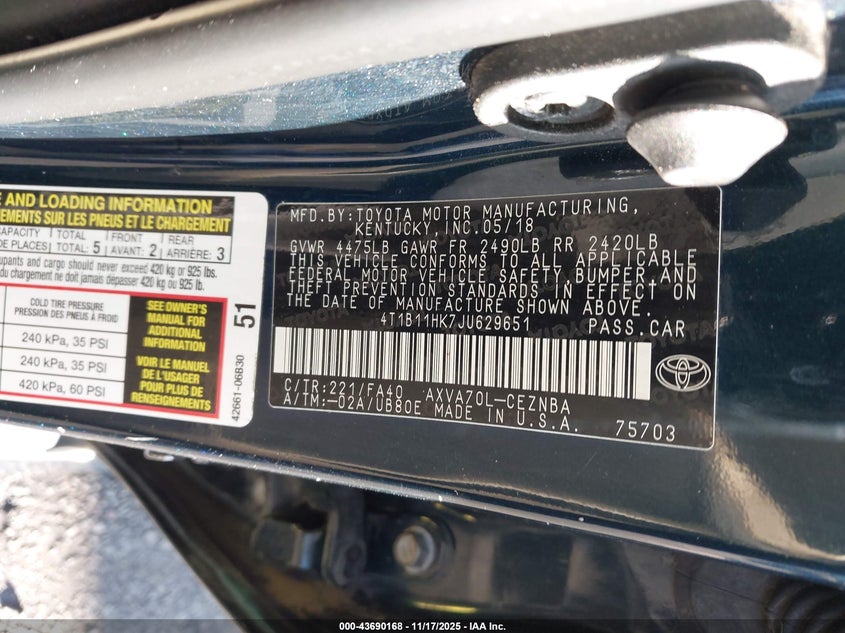 E AND LOADING INFORMATION
EMENTS SUR LES PNEUS ET LE CHARGEMENT
CAPACITY TOTAL: 5 FRONT AVANT: 2 REAR ARRIÈRE: 3
DE PLACES
upants and cargo should never exceed 420 kg or 925 lbs.
du chargement ne doit jamais dépasser 420 kg ou 925 lb.
COLD TIRE PRESSURE
PRESSION DES PNEUS À FROID
240 kPa, 35 PSI
240 kPa, 35 PSI
420 kPa, 60 PSI
SEE OWNER'S
MANUAL FOR
ADDITIONAL
INFORMATION
VOIR LE MANUEL
DE L'USAGER
POUR PLUS DE
RENSEIGNEMENTS
51
42661-06B30
MFD.BY:TOYOTA MOTOR MANUFACTURING,
KENTUCKY,INC.05/18
GVWR 4475LB GAWR FR 2490LB RR 2420LB
THIS VEHICLE CONFORMS TO ALL APPLICABLE
FEDERAL MOTOR VEHICLE SAFETY BUMPER,AND
THEFT PREVENTION STANDARDS IN EFFECT ON
THE DATE OF MANUFACTURE SHOWN ABOVE.
4T1B11HK7JU629651 PASS.CAR
C/TR:221/FA40 AXVA70L-CEZNBA
A/TM:-02A/UB80E MADE IN U.S.A. 75703
TOYOTA
000-43690168 - 11/17/2025 - IAA Inc.